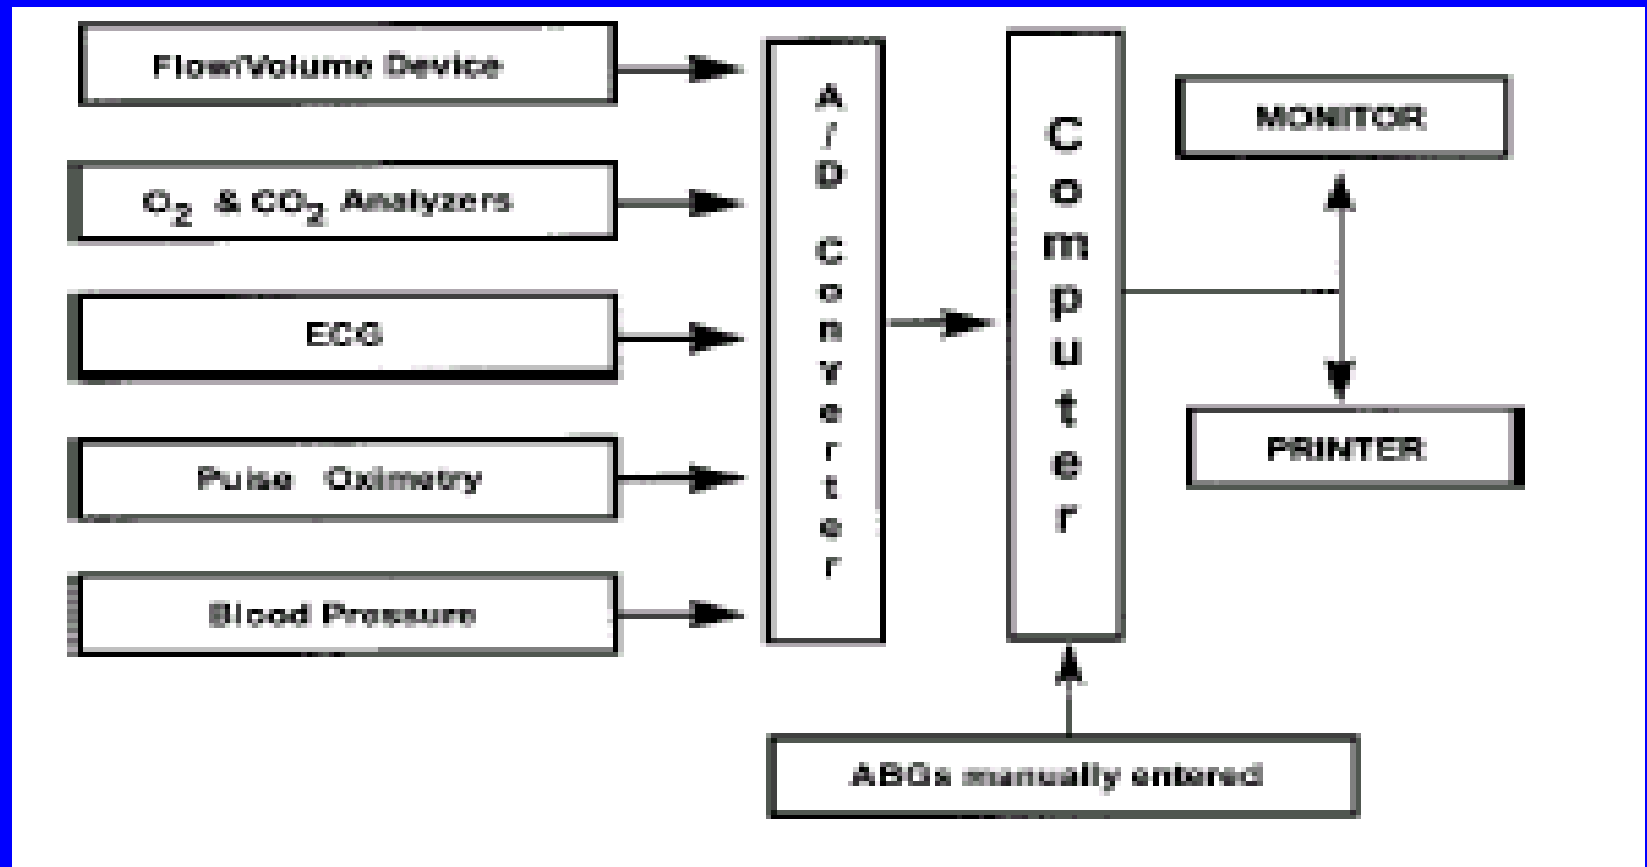 Flow/Volume Device
O2 & CO2 Analyzers
ECG
Pulse Oximetry
Blood Pressure
A/D Converter
Computer
MONITOR
PRINTER
ABGs manually entered